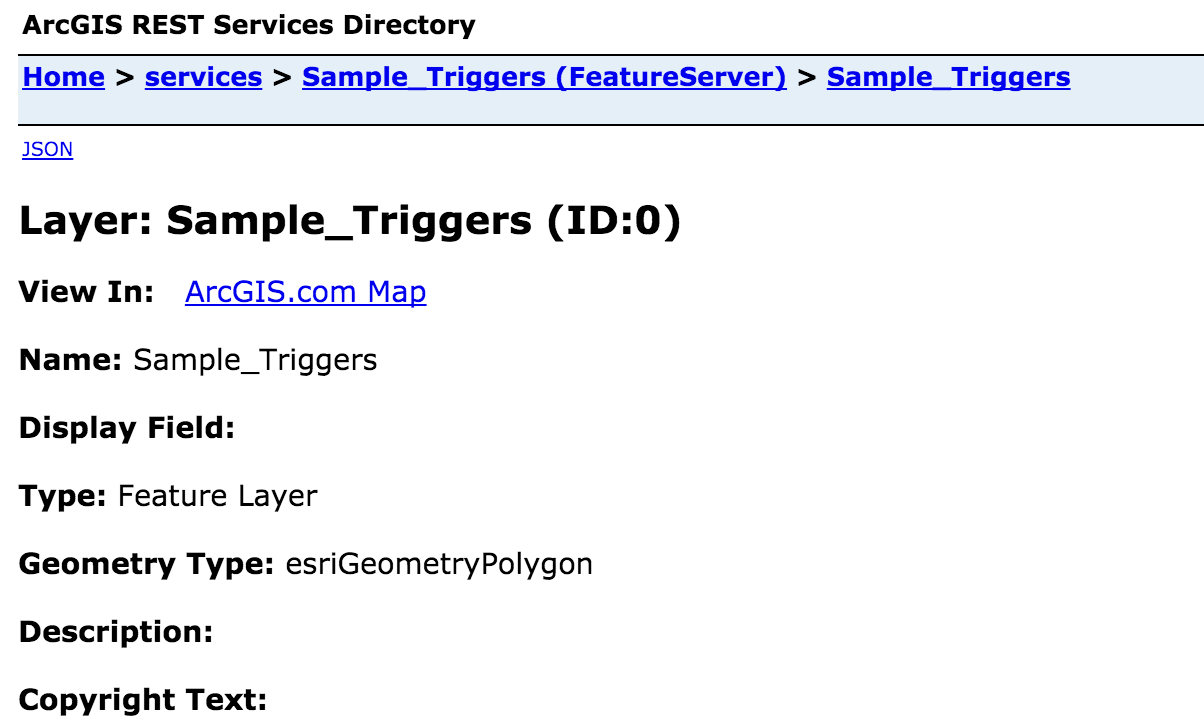 ArcGIS REST Services Directory
Home > services > Sample_Triggers (FeatureServer) > Sample_Triggers
JSON
Layer: Sample_Triggers (ID:0)
View In: ArcGIS.com Map
Name: Sample_Triggers
Display Field:
Type: Feature Layer
Geometry Type: esriGeometryPolygon
Description:
Copyright Text: